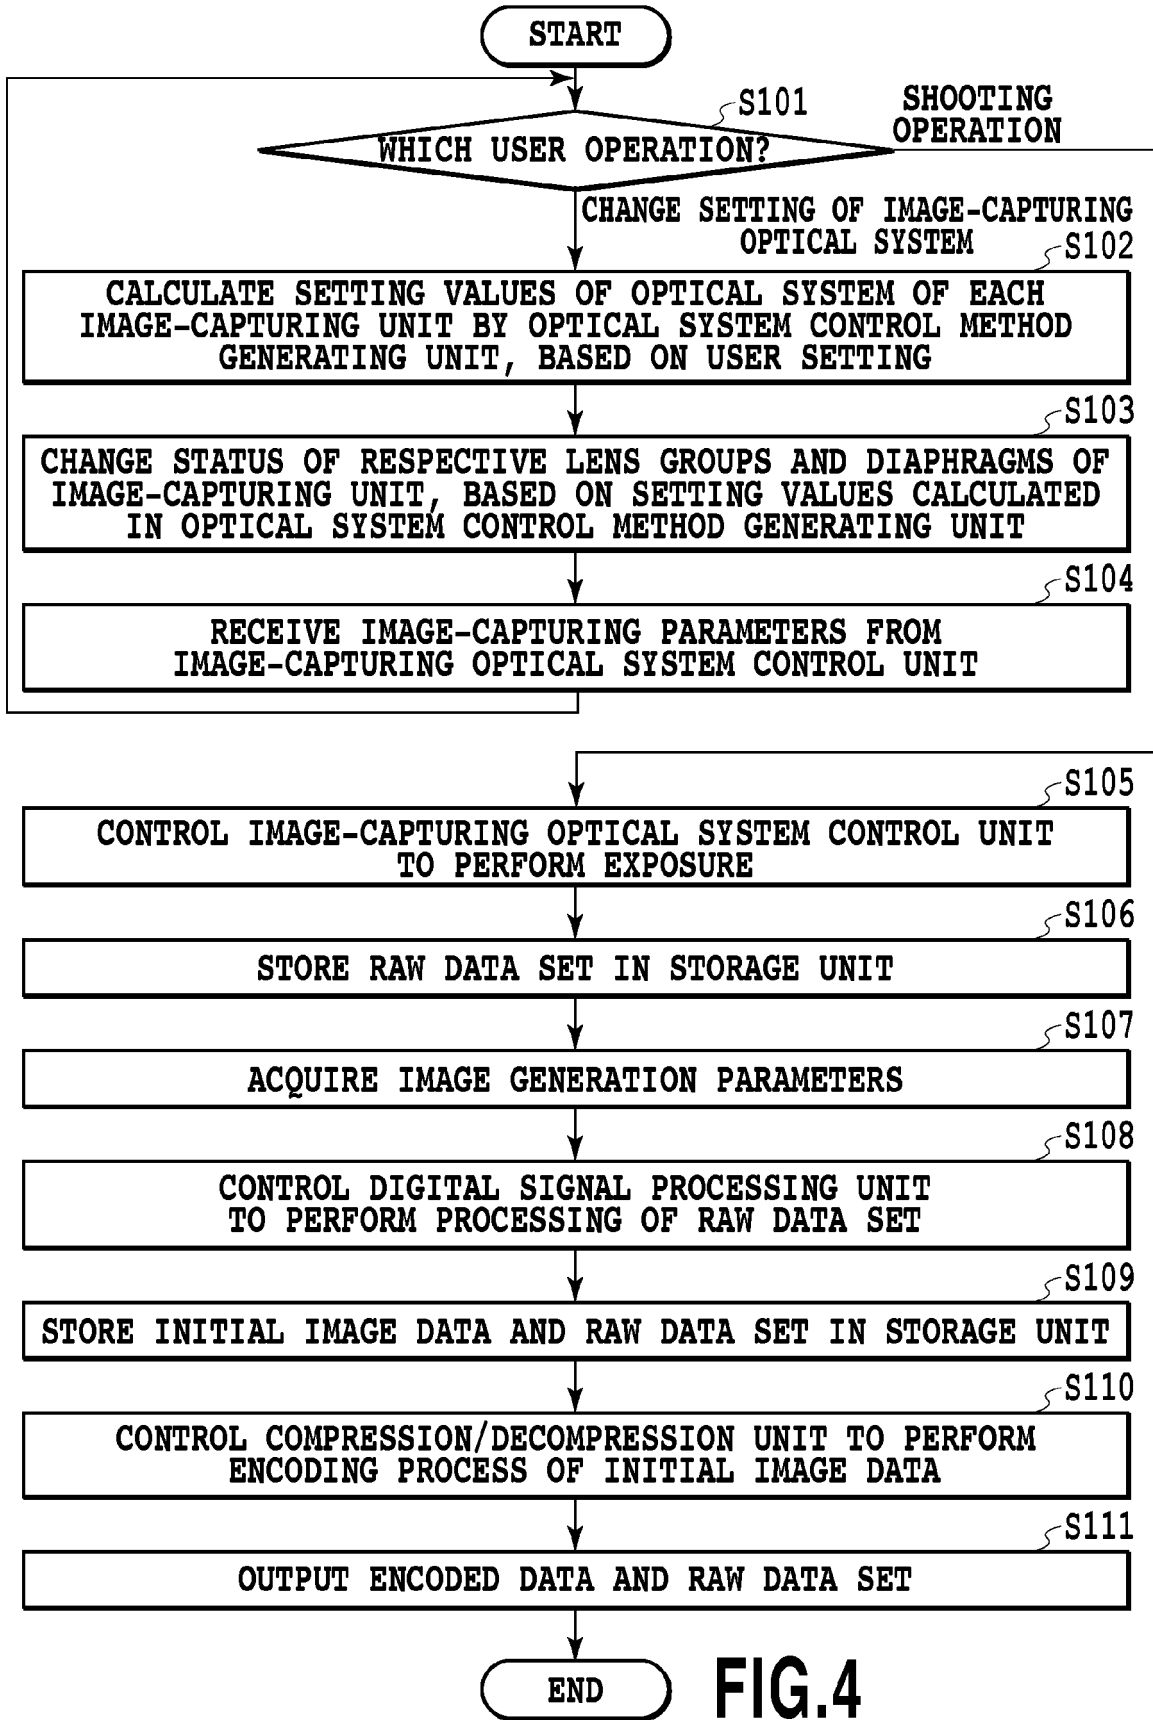 START
S101
SHOOTING
OPERATION
WHICH USER OPERATION?
CHANGE SETTING OF IMAGE-CAPTURING
OPTICAL SYSTEM
S102
CALCULATE SETTING VALUES OF OPTICAL SYSTEM OF EACH
IMAGE-CAPTURING UNIT BY OPTICAL SYSTEM CONTROL METHOD
GENERATING UNIT, BASED ON USER SETTING
S103
CHANGE STATUS OF RESPECTIVE LENS GROUPS AND DIAPHRAGMS OF
IMAGE-CAPTURING UNIT, BASED ON SETTING VALUES CALCULATED
IN OPTICAL SYSTEM CONTROL METHOD GENERATING UNIT
S104
RECEIVE IMAGE-CAPTURING PARAMETERS FROM
IMAGE-CAPTURING OPTICAL SYSTEM CONTROL UNIT
S105
CONTROL IMAGE-CAPTURING OPTICAL SYSTEM CONTROL UNIT
TO PERFORM EXPOSURE
S106
STORE RAW DATA SET IN STORAGE UNIT
S107
ACQUIRE IMAGE GENERATION PARAMETERS
S108
CONTROL DIGITAL SIGNAL PROCESSING UNIT
TO PERFORM PROCESSING OF RAW DATA SET
S109
STORE INITIAL IMAGE DATA AND RAW DATA SET IN STORAGE UNIT
S110
CONTROL COMPRESSION/DECOMPRESSION UNIT TO PERFORM
ENCODING PROCESS OF INITIAL IMAGE DATA
S111
OUTPUT ENCODED DATA AND RAW DATA SET
END
FIG.4